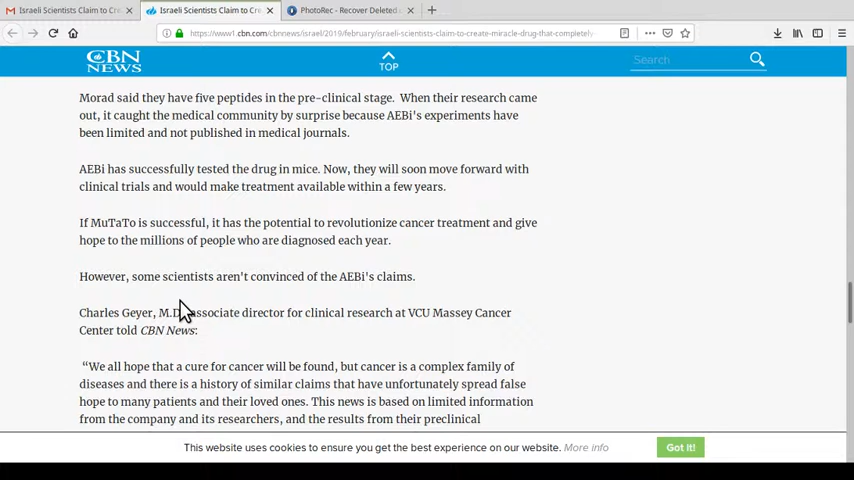 Israeli Scientists Claim to Cre
Israeli Scientists Claim to Cre
PhotoRec - Recover Deleted
https://www1.cbn.com/cbnnews/israel/2019/february/israeli-scientists-claim-to-create-miracle-drug-that-completely
CBN NEWS
TOP
Search
Morad said they have five peptides in the pre-clinical stage. When their research came
out, it caught the medical community by surprise because AEBi's experiments have
been limited and not published in medical journals.
AEBi has successfully tested the drug in mice. Now, they will soon move forward with
clinical trials and would make treatment available within a few years.
If MuTaTo is successful, it has the potential to revolutionize cancer treatment and give
hope to the millions of people who are diagnosed each year.
However, some scientists aren't convinced of the AEBi's claims.
Charles Geyer, M.D. associate director for clinical research at VCU Massey Cancer
Center told CBN News:
“We all hope that a cure for cancer will be found, but cancer is a complex family of
diseases and there is a history of similar claims that have unfortunately spread false
hope to many patients and their loved ones. This news is based on limited information
from the company and its researchers, and the results from their preclinical
This website uses cookies to ensure you get the best experience on our website. More info
Got It!